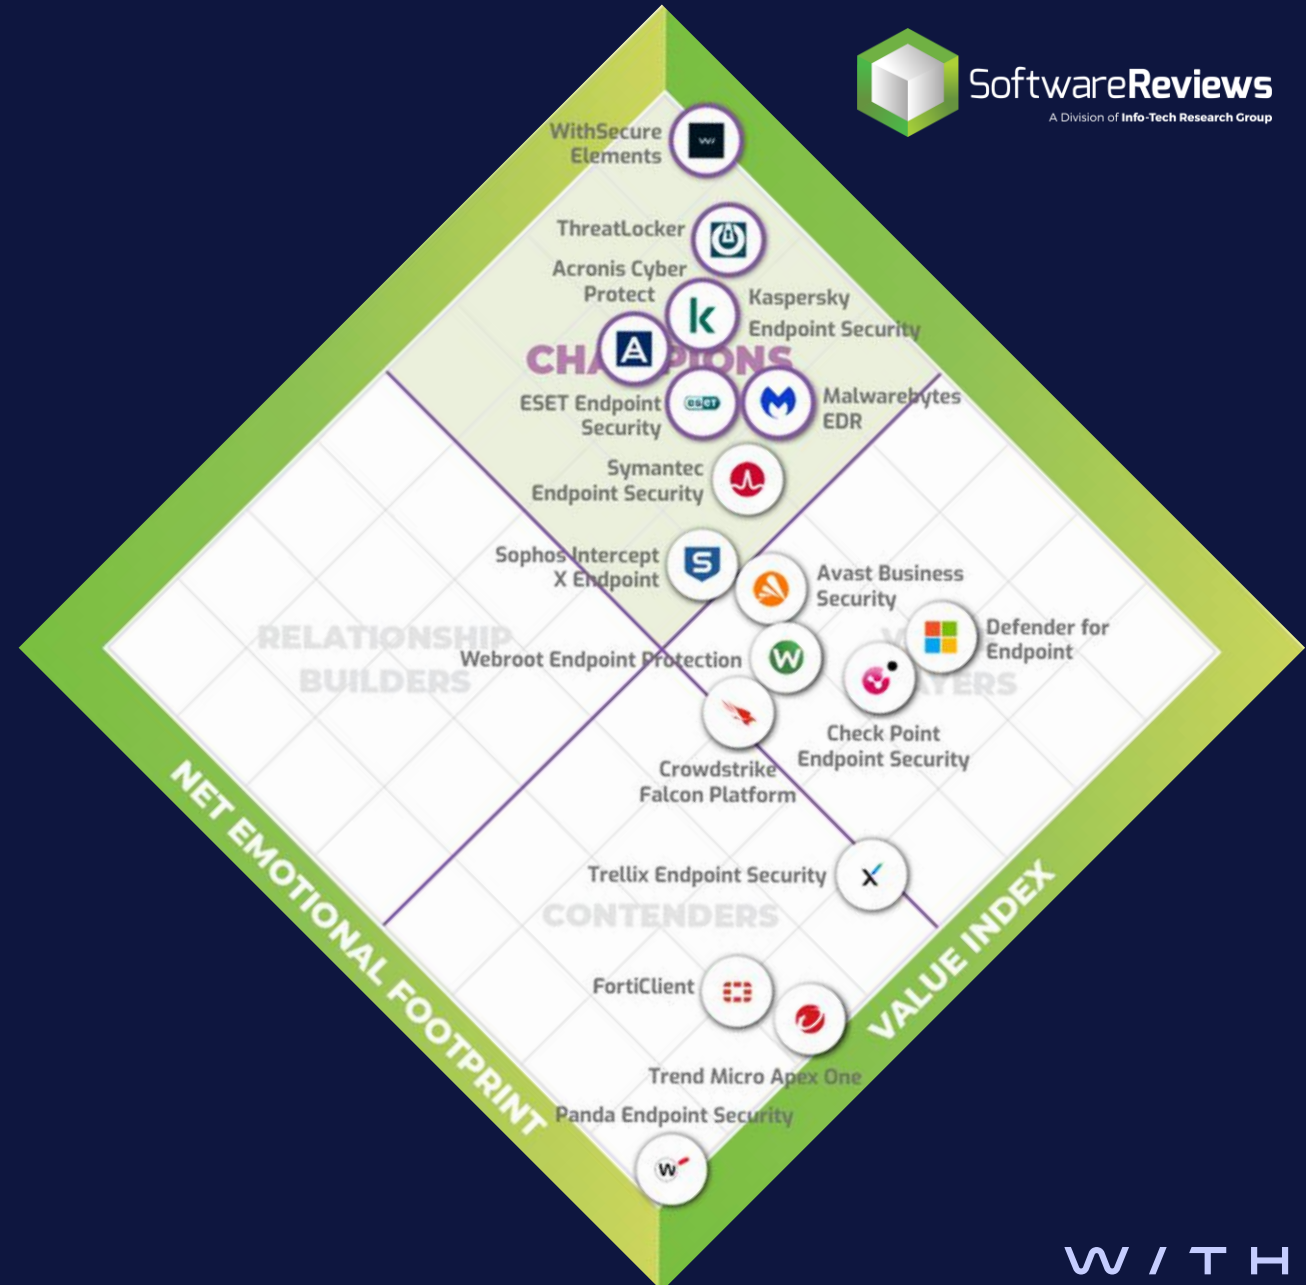 SoftwareReviews
A Division of Info-Tech Research Group
WithSecure
Elements
ThreatLocker
Acronis Cyber
Protect
Kaspersky
Endpoint Security
ESET Endpoint
Security
eset
Malwarebytes
EDR
Symantec
Endpoint Security
Sophos Intercept
X Endpoint
Avast Business
Security
Defender for
Endpoint
RELATIONSHIP
BUILDERS
Webroot Endpoint Protection
Check Point
Endpoint Security
Crowdstrike
Falcon Platform
Trellix Endpoint Security
CONTENDERS
FortiClient
Trend Micro Apex One
Panda Endpoint Security
NET EMOTIONAL FOOTPRINT
VALUE INDEX
W / T H